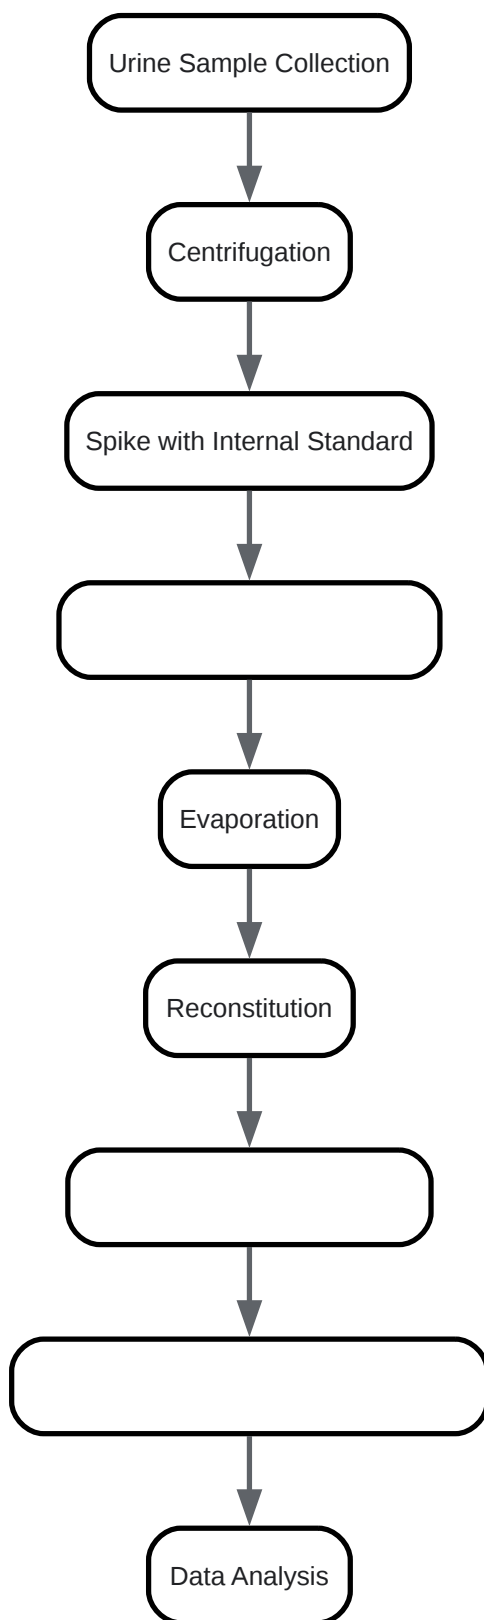 Urine Sample Collection
Centrifugation
Spike with Internal Standard
Evaporation
Reconstitution
Data Analysis